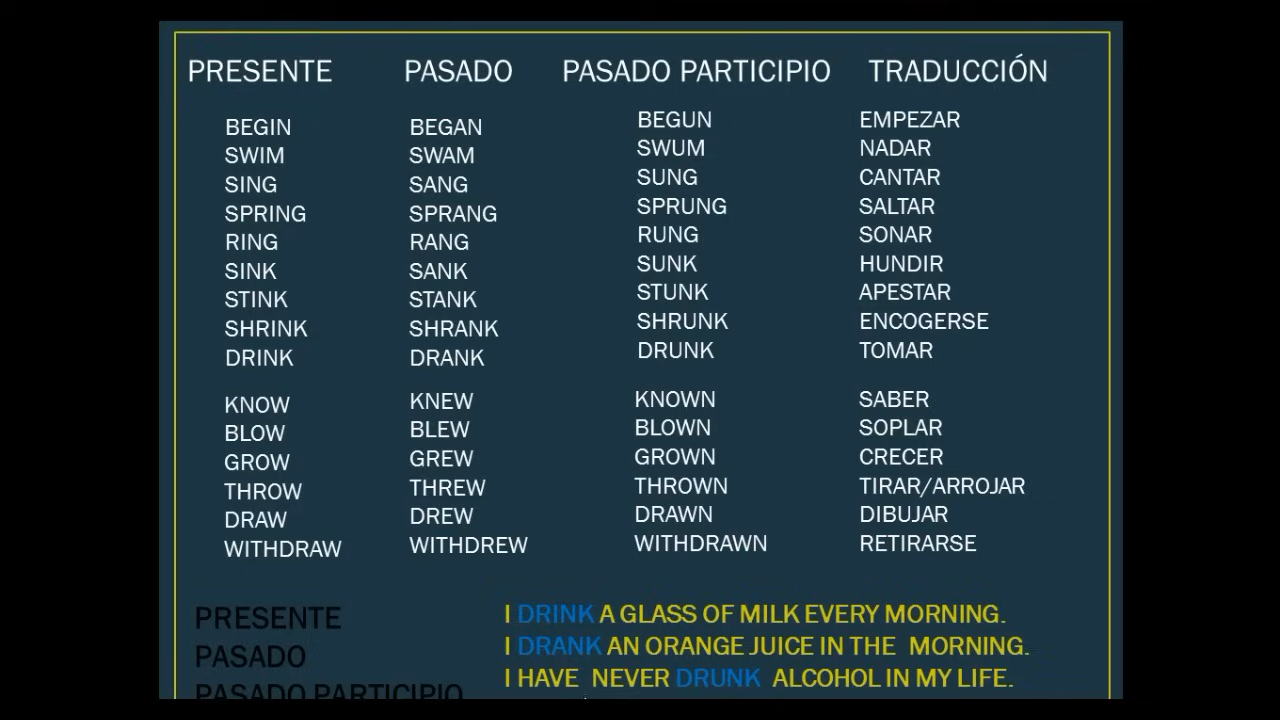 PRESENTE PASADO PASADO PARTICIPIO TRADUCCIÓN
BEGIN BEGAN BEGUN EMPEZAR
SWIM SWAM SWUM NADAR
SING SANG SUNG CANTAR
SPRING SPRANG SPRUNG SALTAR
RING RANG RUNG SONAR
SINK SANK SUNK HUNDIR
STINK STANK STUNK APESTAR
SHRINK SHRANK SHRUNK ENCOGERSE
DRINK DRANK DRUNK TOMAR
KNOW KNEW KNOWN SABER
BLOW BLEW BLOWN SOPLAR
GROW GREW GROWN CRECER
THROW THREW THROWN TIRAR/ARROJAR
DRAW DREW DRAWN DIBUJAR
WITHDRAW WITHDREW WITHDRAWN RETIRARSE
PRESENTE I DRINK A GLASS OF MILK EVERY MORNING.
PASADO I DRANK AN ORANGE JUICE IN THE MORNING.
PASADO PARTICIPIO I HAVE NEVER DRUNK ALCOHOL IN MY LIFE.